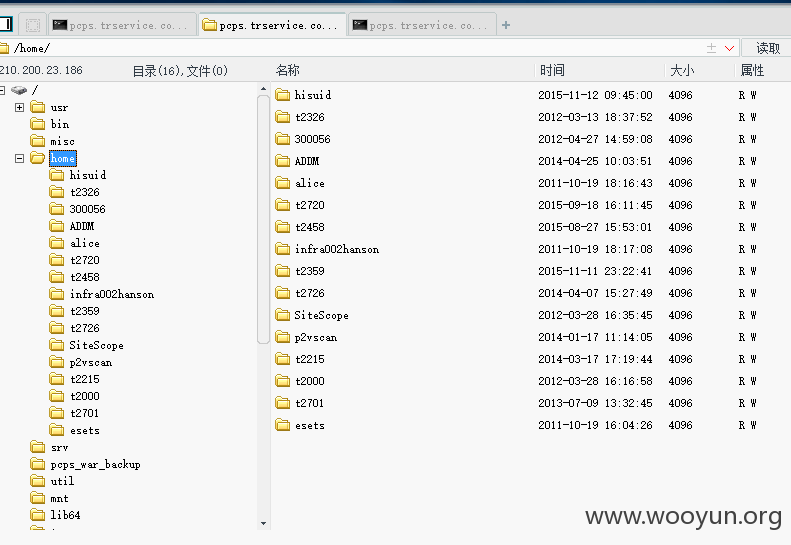 pcps.trservice.co... pcps.trservice.co... pcps.trservice.co... +
/home/ 读取
210.200.23.186 目录(16),文件(0) 名称 时间 大小 属性
/
usr
bin
misc
home
hisuid
t2326
300056
ADDM
alice
t2720
t2458
infra002hanson
t2359
t2726
SiteScope
p2vscan
t2215
t2000
t2701
esets
srv
pcps_war_backup
util
mnt
lib64
hisuid 2015-11-12 09:45:00 4096 R W
t2326 2012-03-13 18:37:52 4096 R W
300056 2012-04-27 14:59:08 4096 R W
ADDM 2014-04-25 10:03:51 4096 R W
alice 2011-10-19 18:16:43 4096 R W
t2720 2015-09-18 16:11:45 4096 R W
t2458 2015-08-27 15:53:01 4096 R W
infra002hanson 2011-10-19 18:17:08 4096 R W
t2359 2015-11-11 23:22:41 4096 R W
t2726 2014-04-07 15:27:49 4096 R W
SiteScope 2012-03-28 16:35:45 4096 R W
p2vscan 2014-01-17 11:14:05 4096 R W
t2215 2014-03-17 17:19:44 4096 R W
t2000 2012-03-28 16:16:58 4096 R W
t2701 2013-07-09 13:32:45 4096 R W
esets 2011-10-19 16:04:26 4096 R W
www.wooyun.org